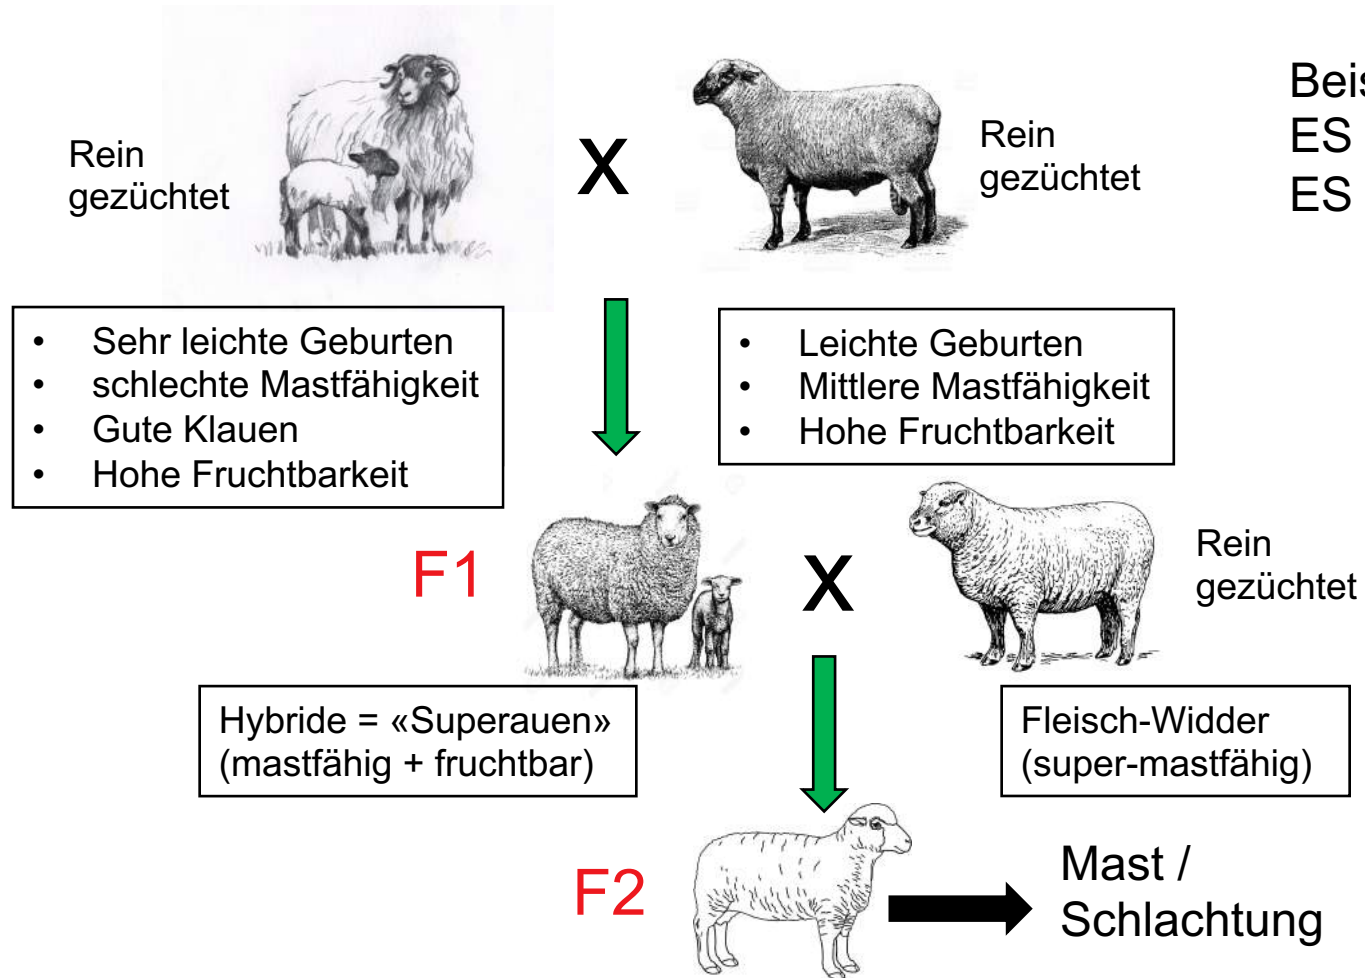 Rein
gezüchtet
X
Rein
gezüchtet
ES
ES
• Sehr leichte Geburten
• schlechte Mastfähigkeit
• Gute Klauen
• Hohe Fruchtbarkeit
• Leichte Geburten
• Mittlere Mastfähigkeit
• Hohe Fruchtbarkeit
F1
X
Rein
gezüchtet
Hybride = «Superauen»
(mastfähig + fruchtbar)
Fleisch-Widder
(super-mastfähig)
F2
Mast /
Schlachtung